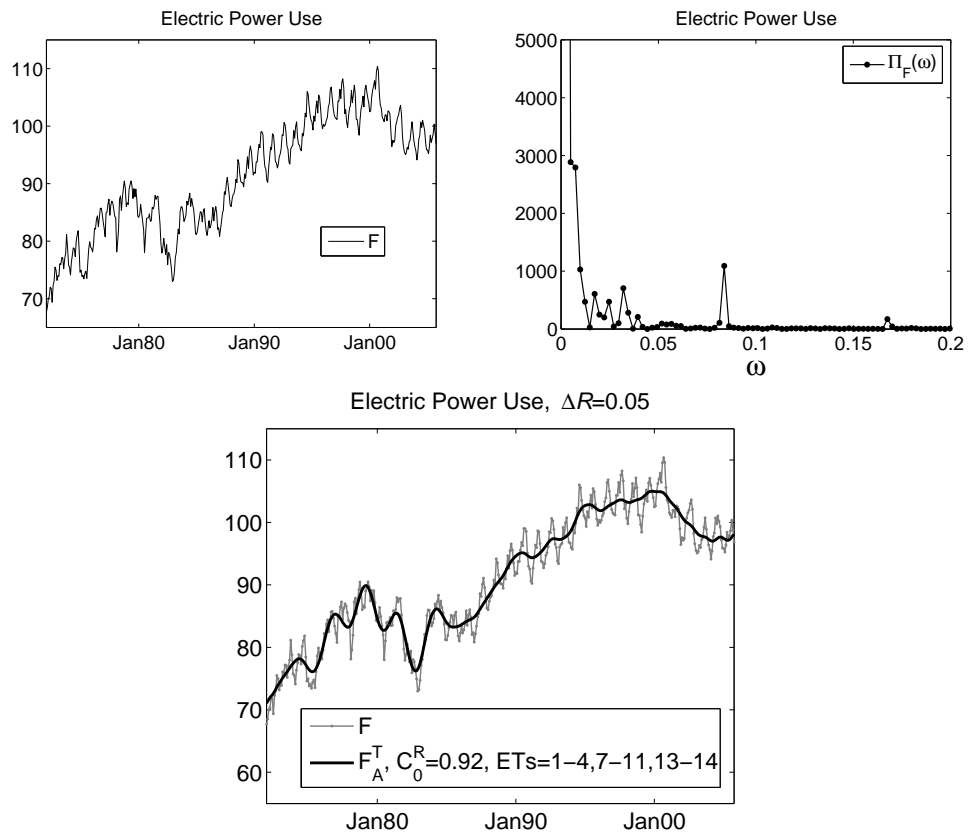 Electric Power Use
110
100
90
80
70
Jan80 Jan90 Jan00
F
Electric Power Use
5000
4000
3000
2000
1000
0
0 0.05 0.1 0.15 0.2
ω
Π_F(ω)
Electric Power Use, ΔR=0.05
110
100
90
80
70
60
Jan80 Jan90 Jan00
F
F_A^T, C_0^R=0.92, ETs=1−4,7−11,13−14